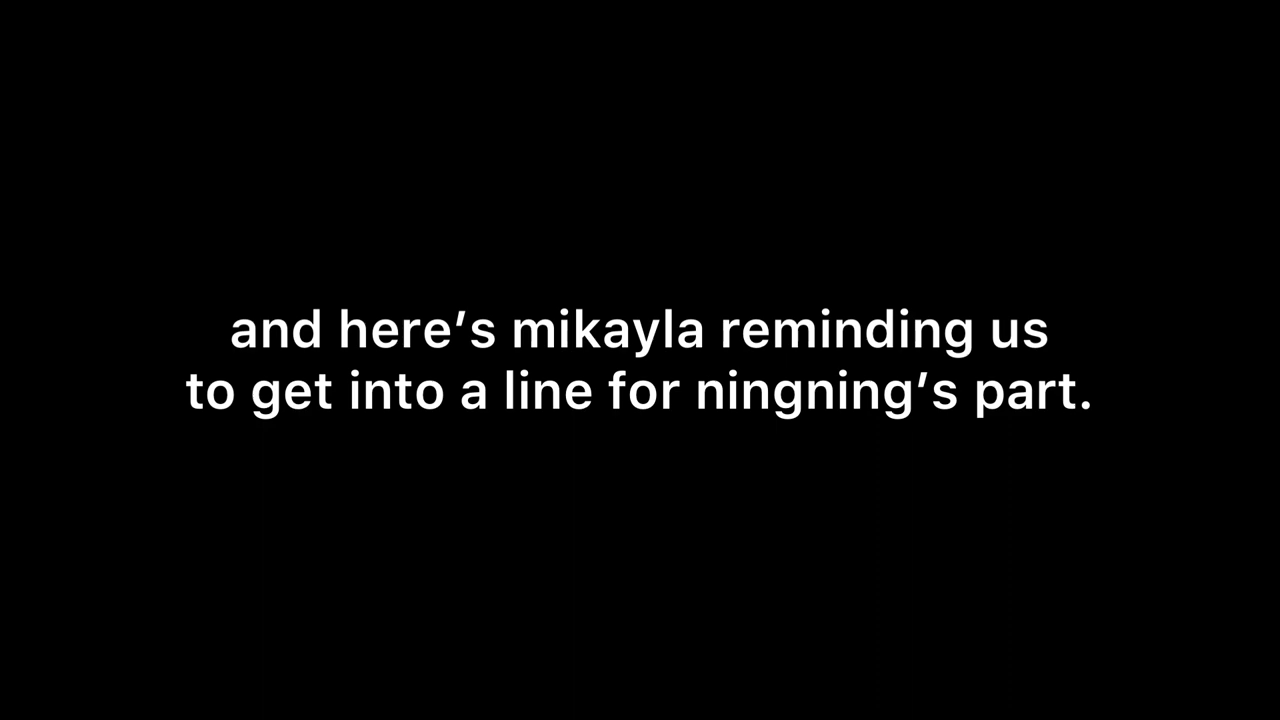 and here’s mikayla reminding us
to get into a line for ningning’s part.